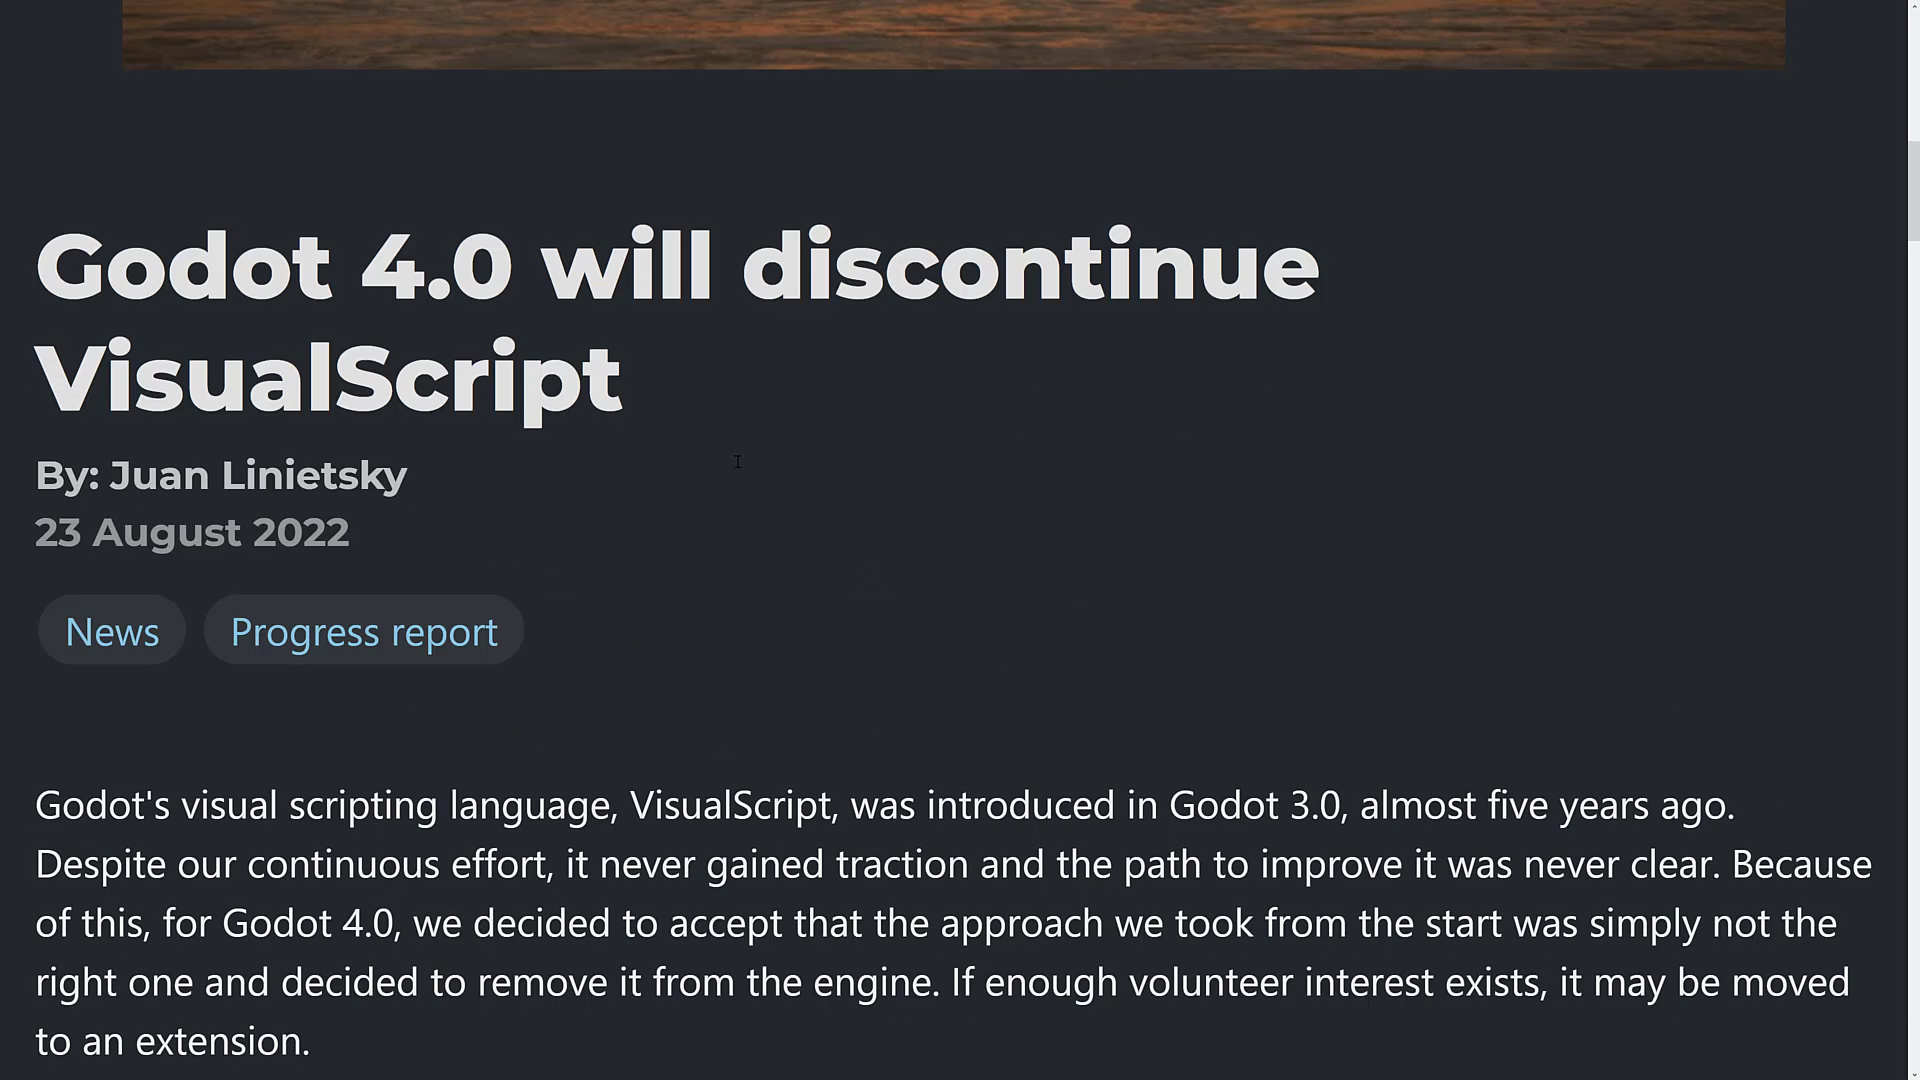 Godot 4.0 will discontinue
VisualScript
By: Juan Linietsky
23 August 2022
News
Progress report
Godot's visual scripting language, VisualScript, was introduced in Godot 3.0, almost five years ago.
Despite our continuous effort, it never gained traction and the path to improve it was never clear. Because
of this, for Godot 4.0, we decided to accept that the approach we took from the start was simply not the
right one and decided to remove it from the engine. If enough volunteer interest exists, it may be moved
to an extension.